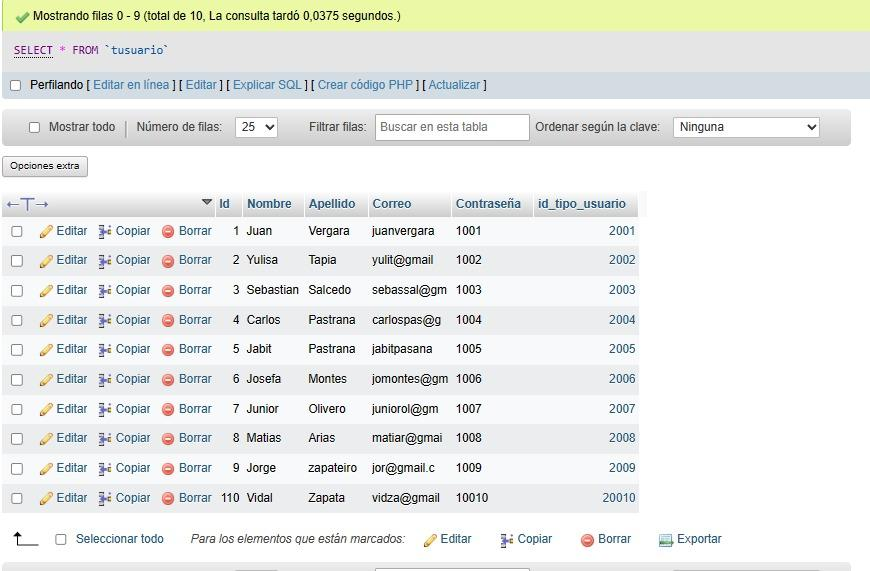 Mostrando filas 0 - 9 (total de 10, La consulta tardó 0,0375 segundos.)
SELECT * FROM `tusuario`
Perfilando [ Editar en línea ] [ Editar ] [ Explicar SQL ] [ Crear código PHP ] [ Actualizar ]
Mostrar todo | Número de filas: 25 Filtrar filas: Buscar en esta tabla Ordenar según la clave: Ninguna
Opciones extra
←T→ Id Nombre Apellido Correo Contraseña id_tipo_usuario
Editar Copiar Borrar 1 Juan Vergara juanvergara 1001 2001
Editar Copiar Borrar 2 Yulisa Tapia yulit@gmail 1002 2002
Editar Copiar Borrar 3 Sebastian Salcedo sebassal@gm 1003 2003
Editar Copiar Borrar 4 Carlos Pastrana carlospas@g 1004 2004
Editar Copiar Borrar 5 Jabit Pastrana jabitpasana 1005 2005
Editar Copiar Borrar 6 Josefa Montes jomontes@gm 1006 2006
Editar Copiar Borrar 7 Junior Olivero juniorol@gm 1007 2007
Editar Copiar Borrar 8 Matias Arias matiar@gmai 1008 2008
Editar Copiar Borrar 9 Jorge zapateiro jor@gmail.c 1009 2009
Editar Copiar Borrar 110 Vidal Zapata vidza@gmail 10010 20010
Seleccionar todo Para los elementos que están marcados: Editar Copiar Borrar Exportar